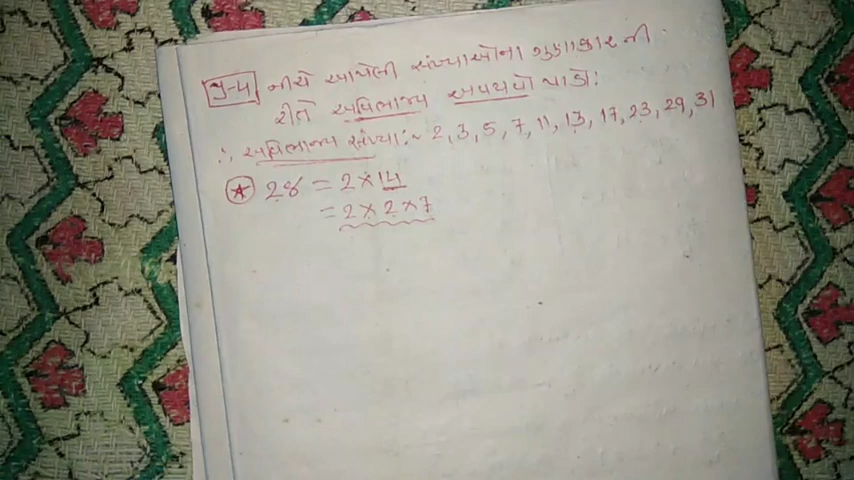 પ્ર-4 નીચે આપેલી સંખ્યાઓના ગુણાકાર ની
રીતે અવિભાજ્ય અવયવો પાડો:
∴ અવિભાજ્ય સંખ્યા:- 2, 3, 5, 7, 11, 13, 17, 23, 29, 31
★ 28 = 2 × 14
= 2 × 2 × 7